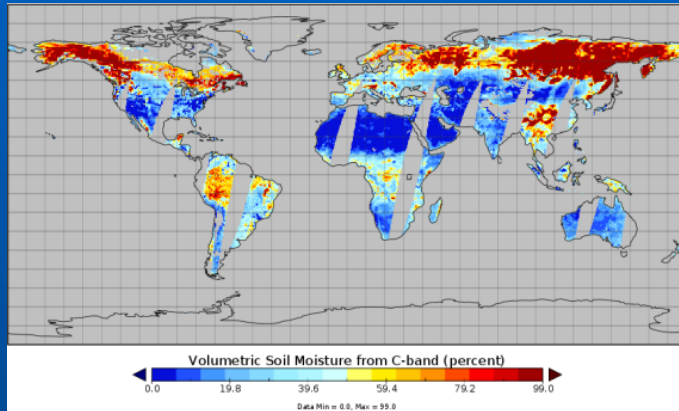 Volumetric Soil Moisture from C-band (percent)
0.0 19.8 39.6 59.4 79.2 99.0
Data Min = 0.0, Max = 99.0